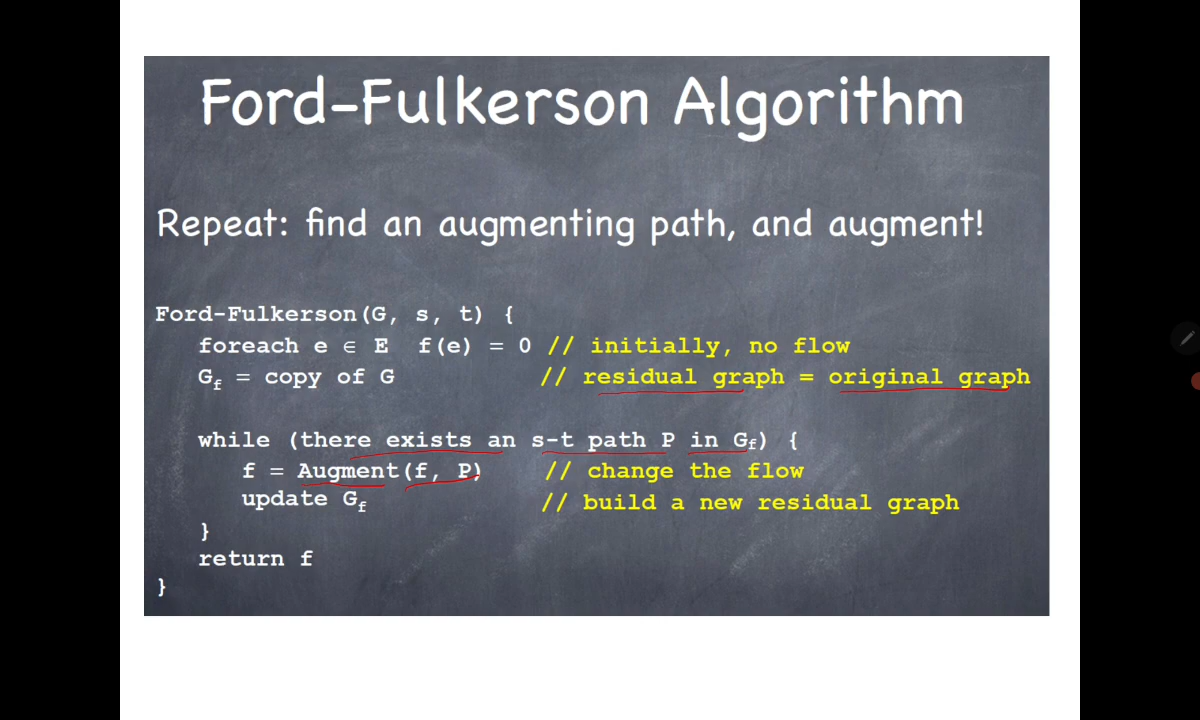 Ford-Fulkerson Algorithm
Repeat: find an augmenting path, and augment!
Ford-Fulkerson(G, s, t) {
foreach e ∈ E f(e) = 0 // initially, no flow
Gf = copy of G // residual graph = original graph
while (there exists an s-t path P in Gf) {
f = Augment(f, P) // change the flow
update Gf // build a new residual graph
}
return f
}